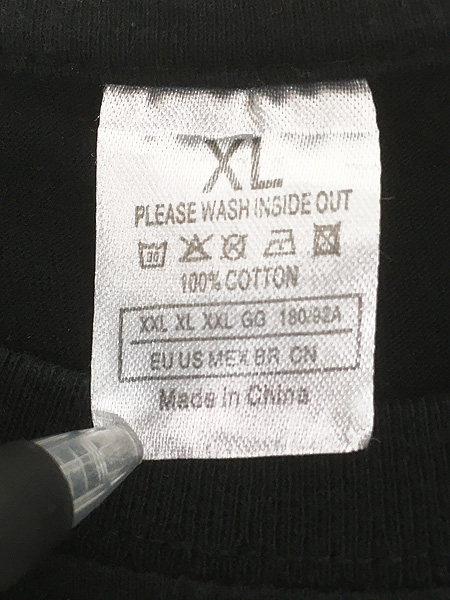 XL
PLEASE WASH INSIDE OUT
30
100% COTTON
XXL XL XXL GG 180/92A
EU US MEX BR CN
Made in China